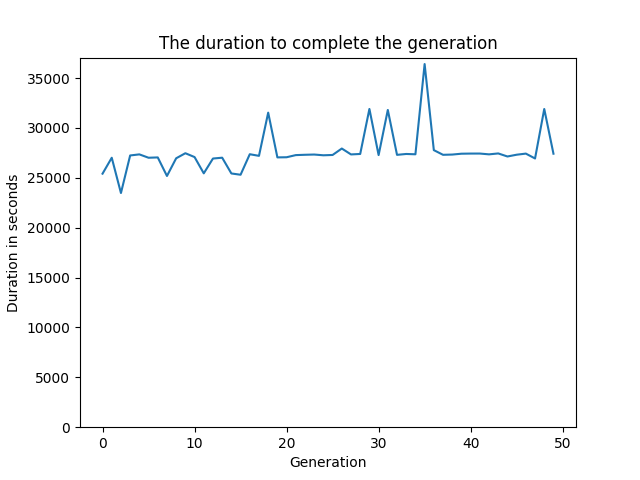 The duration to complete the generation
35000
30000
25000
20000
15000
10000
5000
0
Duration in seconds
0 10 20 30 40 50
Generation